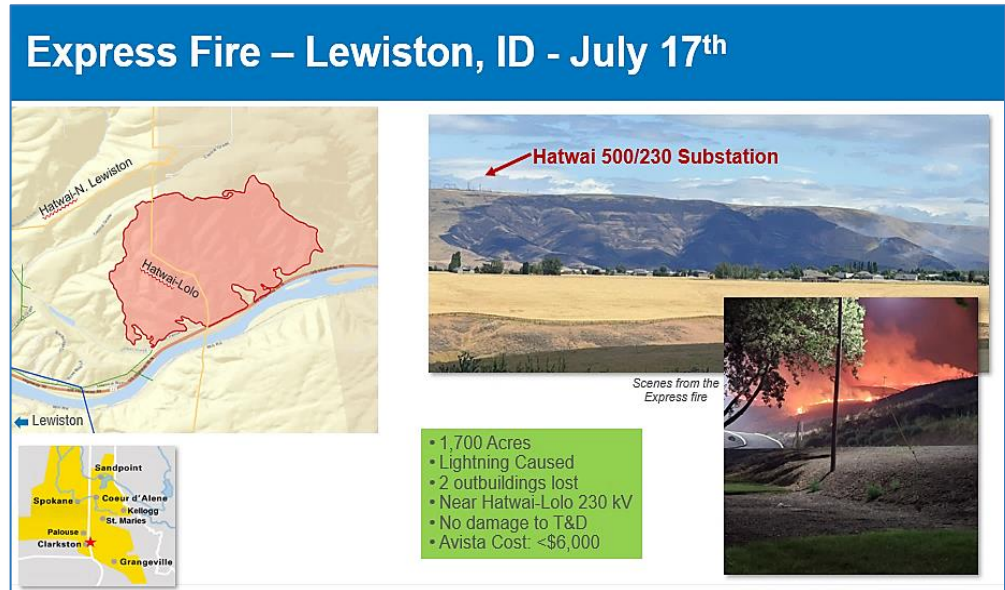 Express Fire – Lewiston, ID - July 17th
Hatwai-N. Lewiston
Hatwai-Lolo
Lewiston
Hatwai 500/230 Substation
Scenes from the
Express fire
• 1,700 Acres
• Lightning Caused
• 2 outbuildings lost
• Near Hatwai-Lolo 230 kV
• No damage to T&D
• Avista Cost: <$6,000
Sandpoint
Spokane
Coeur d'Alene
Kellogg
St. Maries
Palouse
Clarkston
Grangeville